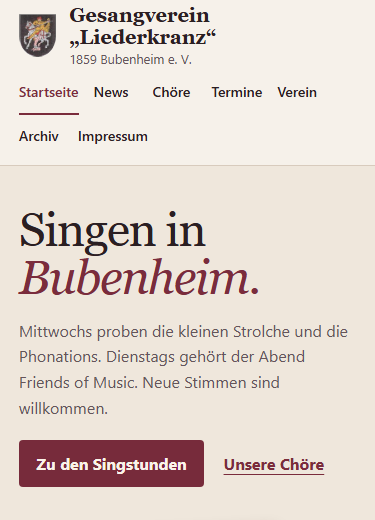 Gesangverein
„Liederkranz“
1859 Bubenheim e. V.
Startseite News Chöre Termine Verein
Archiv Impressum
Singen in
Bubenheim.
Mittwochs proben die kleinen Strolche und die
Phonations. Dienstags gehört der Abend
Friends of Music. Neue Stimmen sind
willkommen.
Zu den Singstunden Unsere Chöre